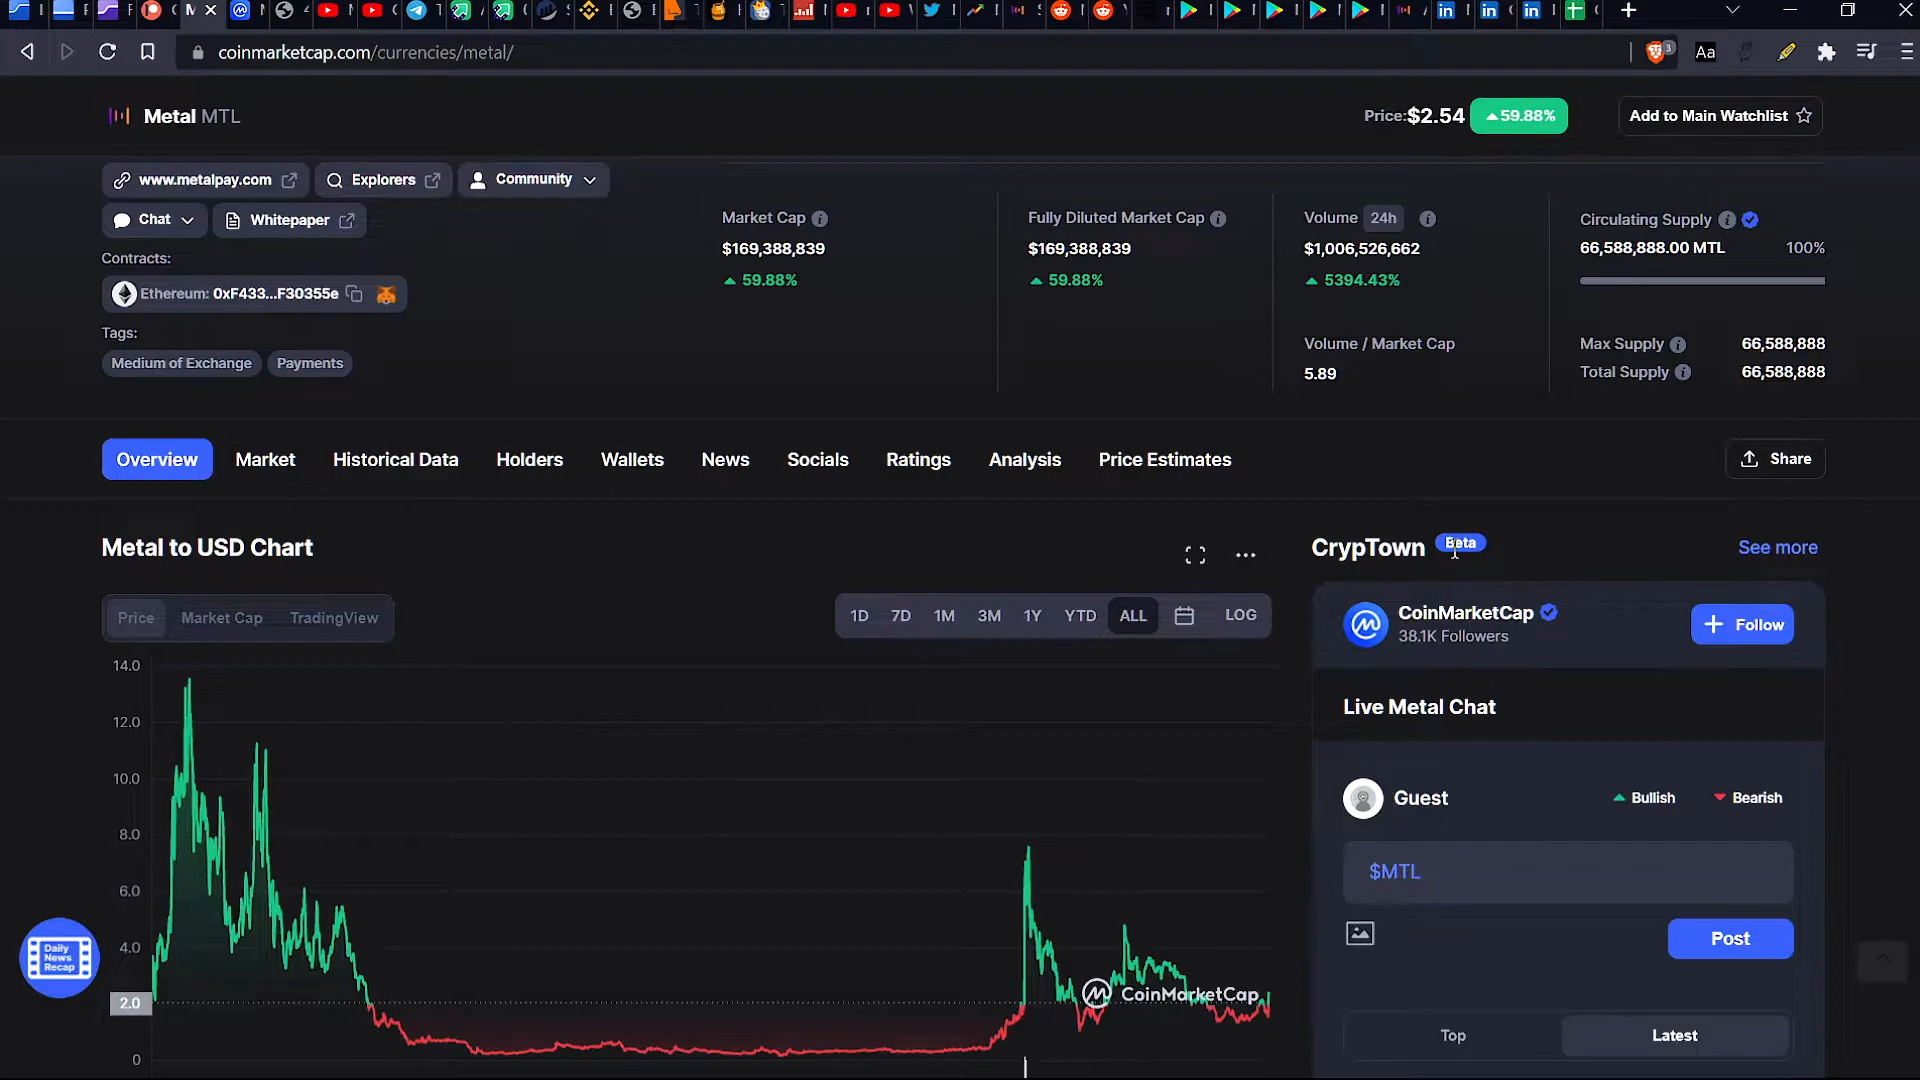 coinmarketcap.com/currencies/metal/
3
Aa
Metal MTL
Price:$2.54
59.88%
Add to Main Watchlist
www.metalpay.com
Explorers
Community
Chat
Whitepaper
Contracts:
Ethereum: 0xF433...F30355e
Tags:
Medium of Exchange
Payments
Market Cap
$169,388,839
59.88%
Fully Diluted Market Cap
$169,388,839
59.88%
Volume 24h
$1,006,526,662
5394.43%
Volume / Market Cap
5.89
Circulating Supply
66,588,888.00 MTL 100%
Max Supply 66,588,888
Total Supply 66,588,888
Overview Market Historical Data Holders Wallets News Socials Ratings Analysis Price Estimates
Share
Metal to USD Chart
Price Market Cap TradingView
1D 7D 1M 3M 1Y YTD ALL LOG
14.0
12.0
10.0
8.0
6.0
4.0
2.0
0
CoinMarketCap
Daily
News
Recap
CrypTown Beta
See more
CoinMarketCap
38.1K Followers
Follow
Live Metal Chat
Guest
Bullish Bearish
$MTL
Post
Top Latest